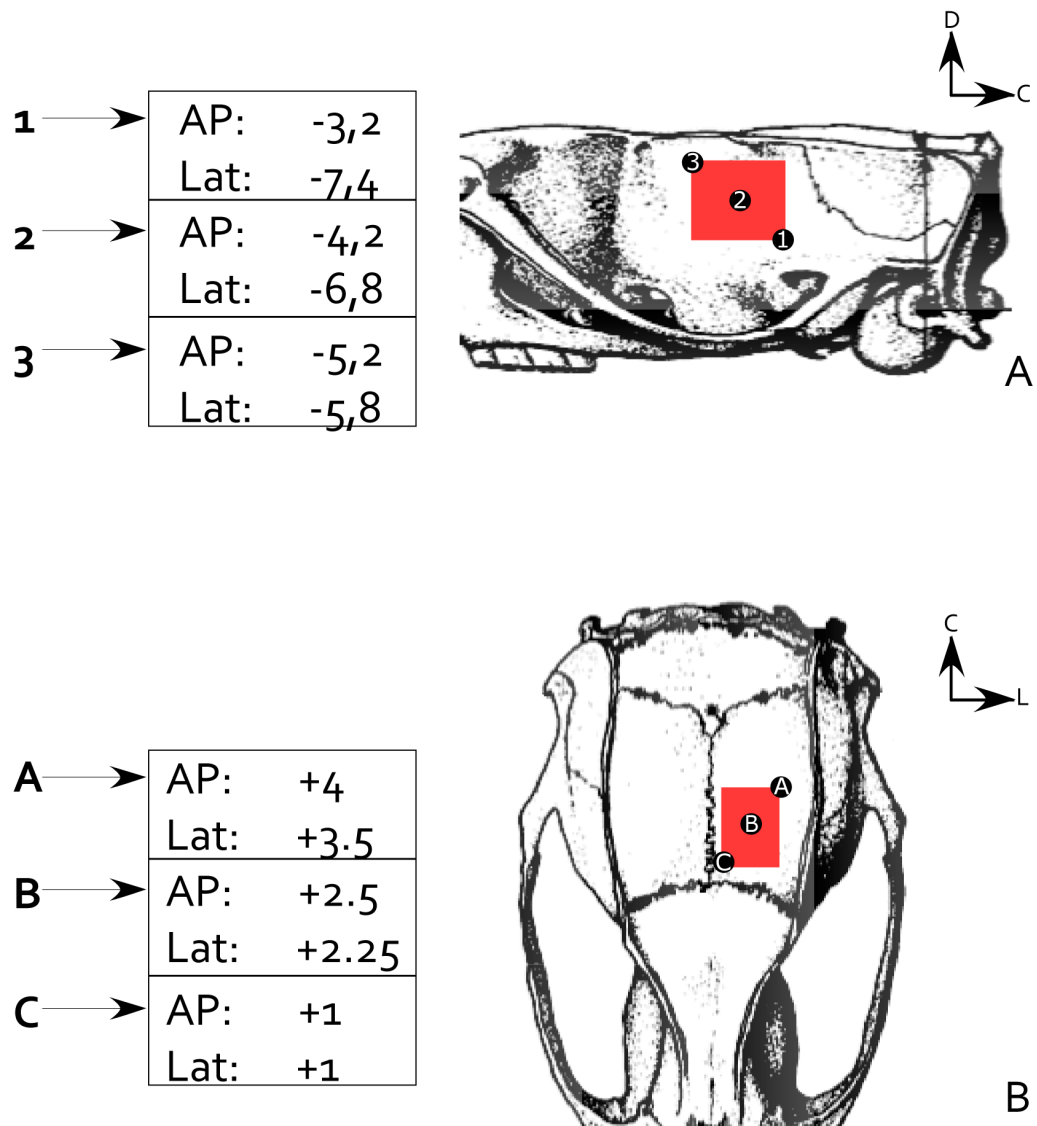 D
C
1
AP: -3,2
Lat: -7,4
2
AP: -4,2
Lat: -6,8
3
AP: -5,2
Lat: -5,8
3
2
1
A
C
L
A
AP: +4
Lat: +3.5
B
AP: +2.5
Lat: +2.25
C
AP: +1
Lat: +1
A
B
C
B